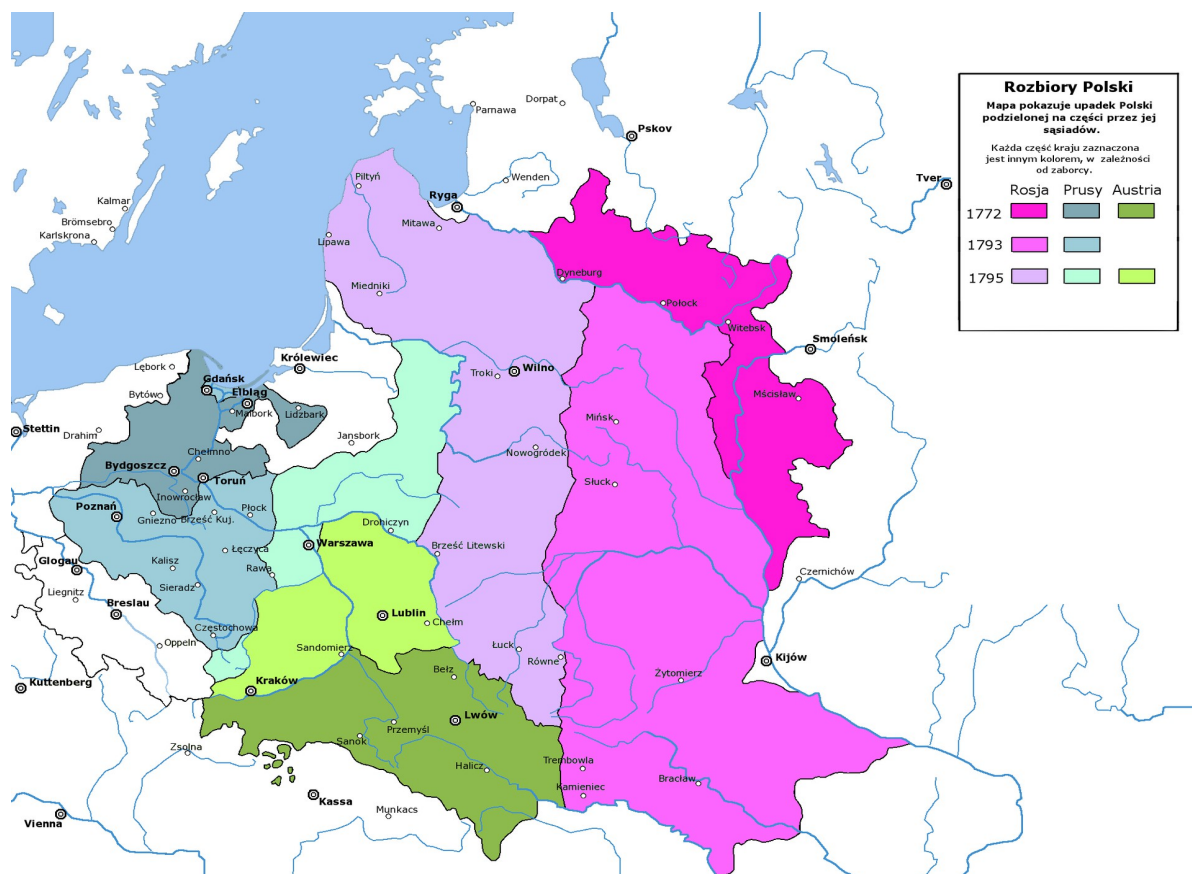 Rozbiory Polski
Mapa pokazuje upadek Polski
podzielonej na części przez jej
sąsiadów.
Każda część kraju zaznaczona
jest innym kolorem, w zależności
od zaborcy.
Rosja Prusy Austria
1772
1793
1795
Dorpat
Parnawa
Pskov
Tver
Piltyń
Wenden
Ryga
Kalmar
Brömsebro
Karlskrona
Mitawa
Lipawa
Dyneburg
Miedniki
Połock
Witebsk
Smoleńsk
Królewiec
Lębork
Troki
Wilno
Gdańsk
Elbląg
Bytów
Malbork
Lidzbark
Mścisław
Stettin
Drahim
Jansbork
Mińsk
Chełmno
Nowogródek
Bydgoszcz
Toruń
Słuck
Inowrocław
Poznań
Gniezno
Brześć Kuj.
Płock
Drohiczyn
Warszawa
Łęczyca
Brześć Litewski
Glogau
Kalisz
Rawa
Czernichów
Liegnitz
Sieradz
Breslau
Lublin
Chełm
Częstochowa
Oppeln
Sandomierz
Łuck
Równe
Kijów
Żytomierz
Kuttenberg
Kraków
Bełz
Lwów
Przemyśl
Sanok
Zsolna
Halicz
Trembowla
Kamieniec
Bracław
Kassa
Munkacs
Vienna